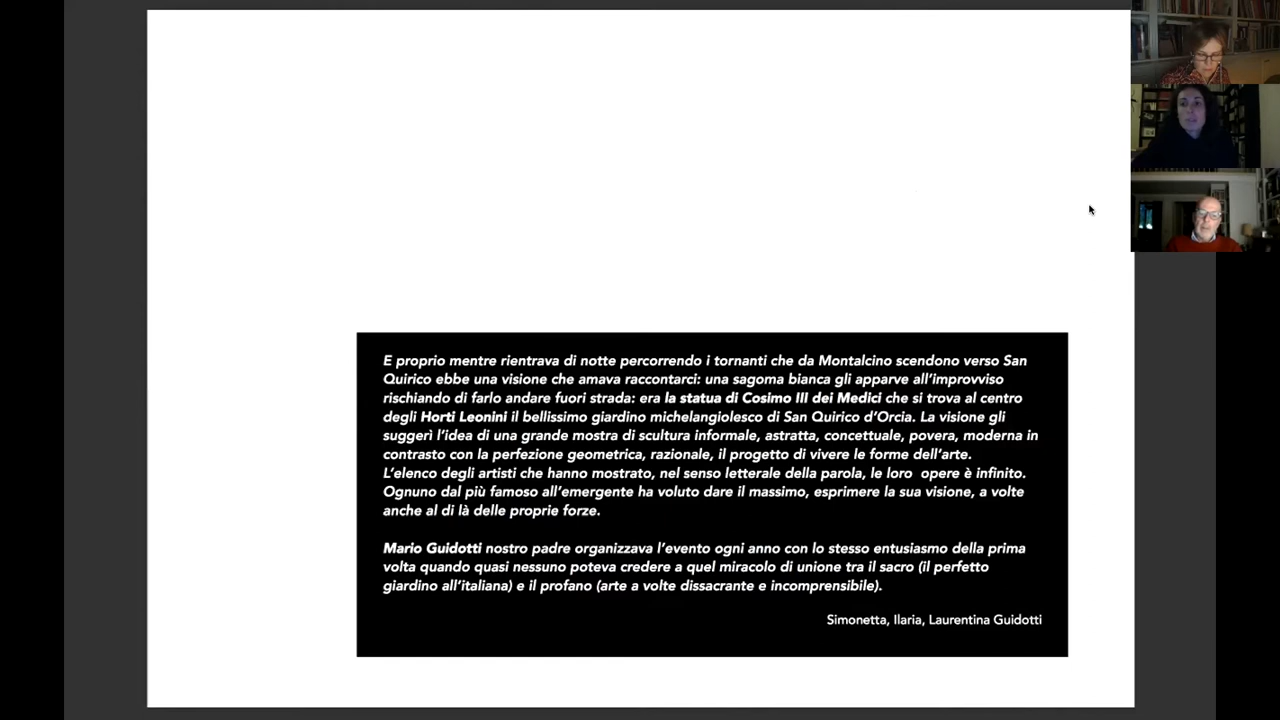 E proprio mentre rientrava di notte percorrendo i tornanti che da Montalcino scendono verso San
Quirico ebbe una visione che amava raccontarci: una sagoma bianca gli apparve all'improvviso
rischiando di farlo andare fuori strada: era la statua di Cosimo III dei Medici che si trova al centro
degli Horti Leonini il bellissimo giardino michelangiolesco di San Quirico d'Orcia. La visione gli
suggerì l'idea di una grande mostra di scultura informale, astratta, concettuale, povera, moderna in
contrasto con la perfezione geometrica, razionale, il progetto di vivere le forme dell'arte.
L'elenco degli artisti che hanno mostrato, nel senso letterale della parola, le loro opere è infinito.
Ognuno dal più famoso all'emergente ha voluto dare il massimo, esprimere la sua visione, a volte
anche al di là delle proprie forze.
Mario Guidotti nostro padre organizzava l'evento ogni anno con lo stesso entusiasmo della prima
volta quando quasi nessuno poteva credere a quel miracolo di unione tra il sacro (il perfetto
giardino all'italiana) e il profano (arte a volte dissacrante e incomprensibile).
Simonetta, Ilaria, Laurentina Guidotti